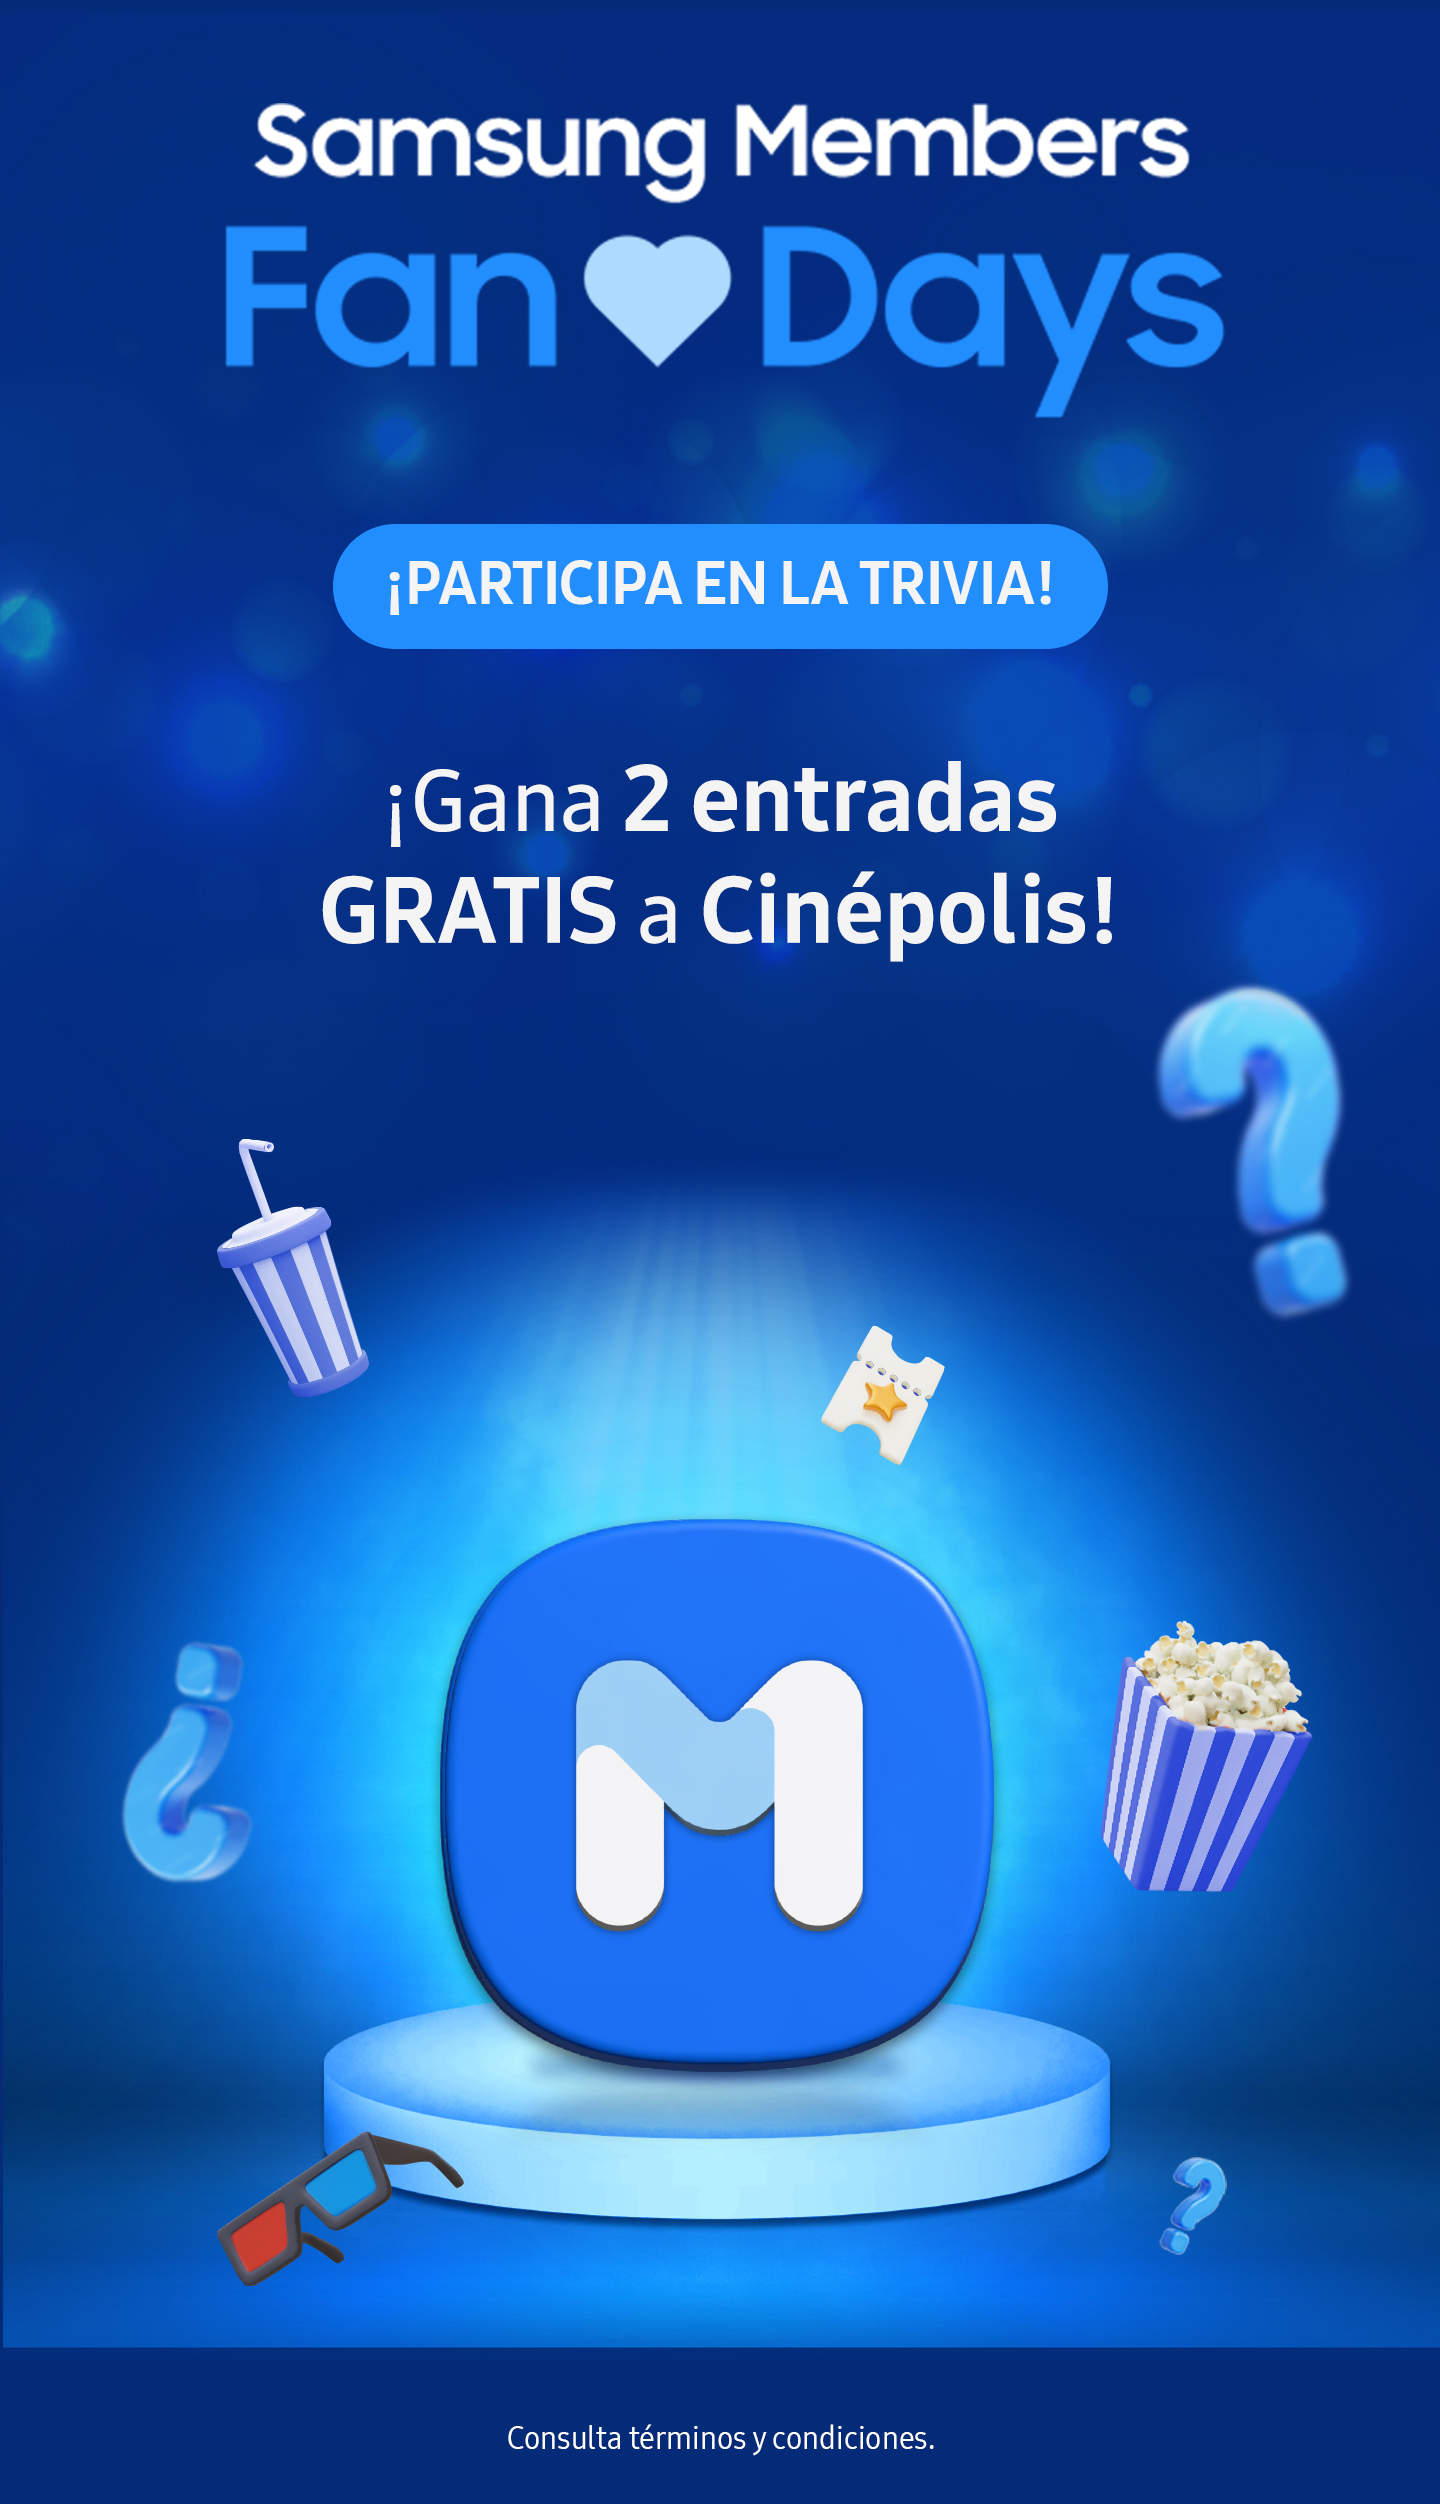 Samsung Members
Fan Days
¡PARTICIPA EN LA TRIVIA!
¡Gana 2 entradas
GRATIS a Cinépolis!
Consulta términos y condiciones.